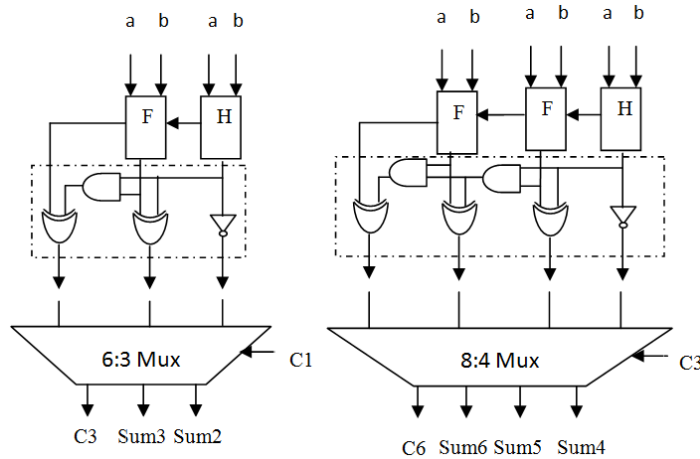 a b a b
a b a b a b
F H
F F H
6:3 Mux
C1
8:4 Mux
C3
C3 Sum3 Sum2
C6 Sum6 Sum5 Sum4